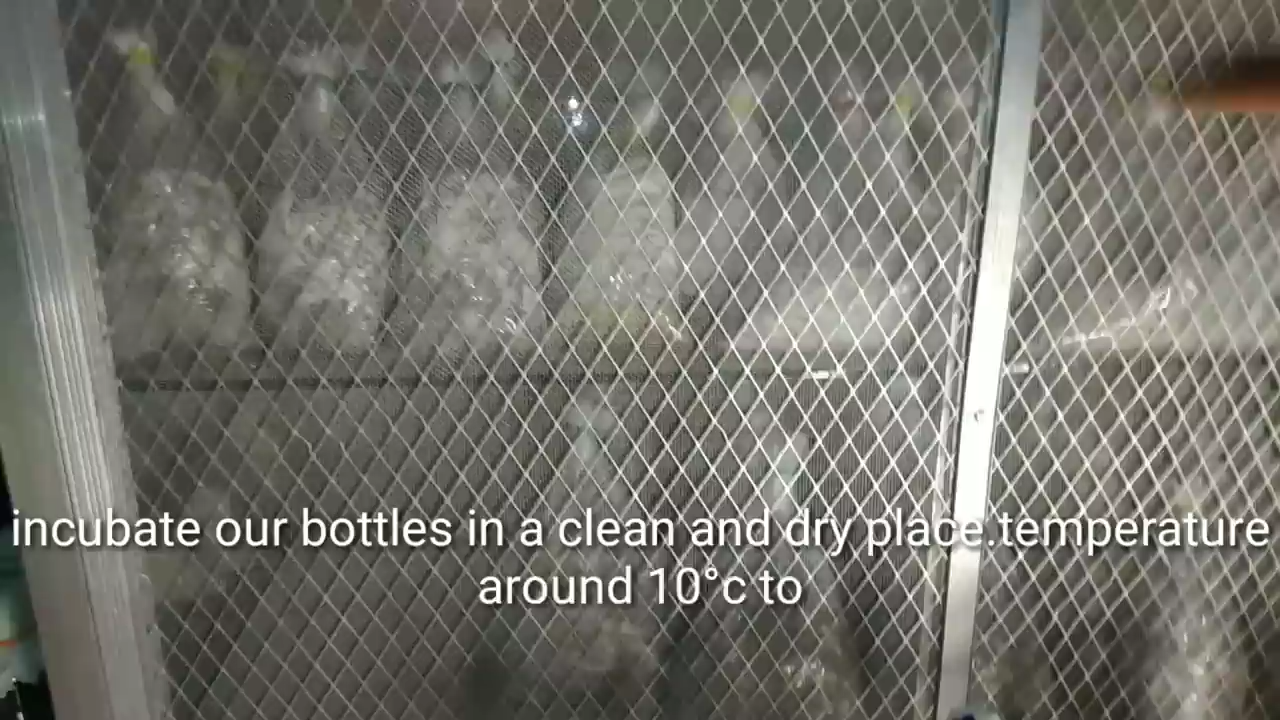 incubate our bottles in a clean and dry place.temperature
around 10°c to